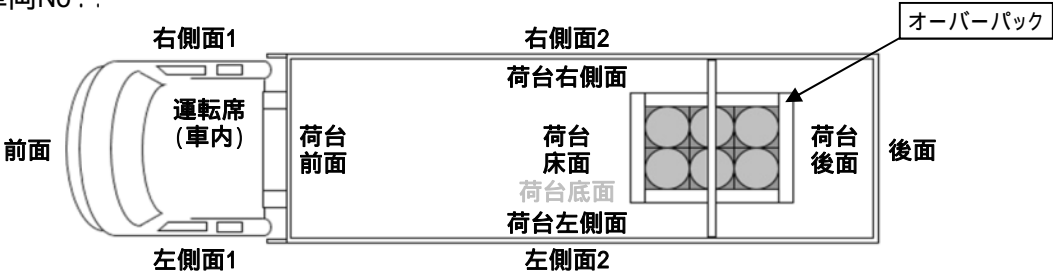 車両No.:
オーバーパック
右側面1
右側面2
荷台右側面
運転席
(車内)
前面
荷台
前面
荷台
床面
荷台底面
荷台
後面
後面
荷台左側面
左側面1
左側面2